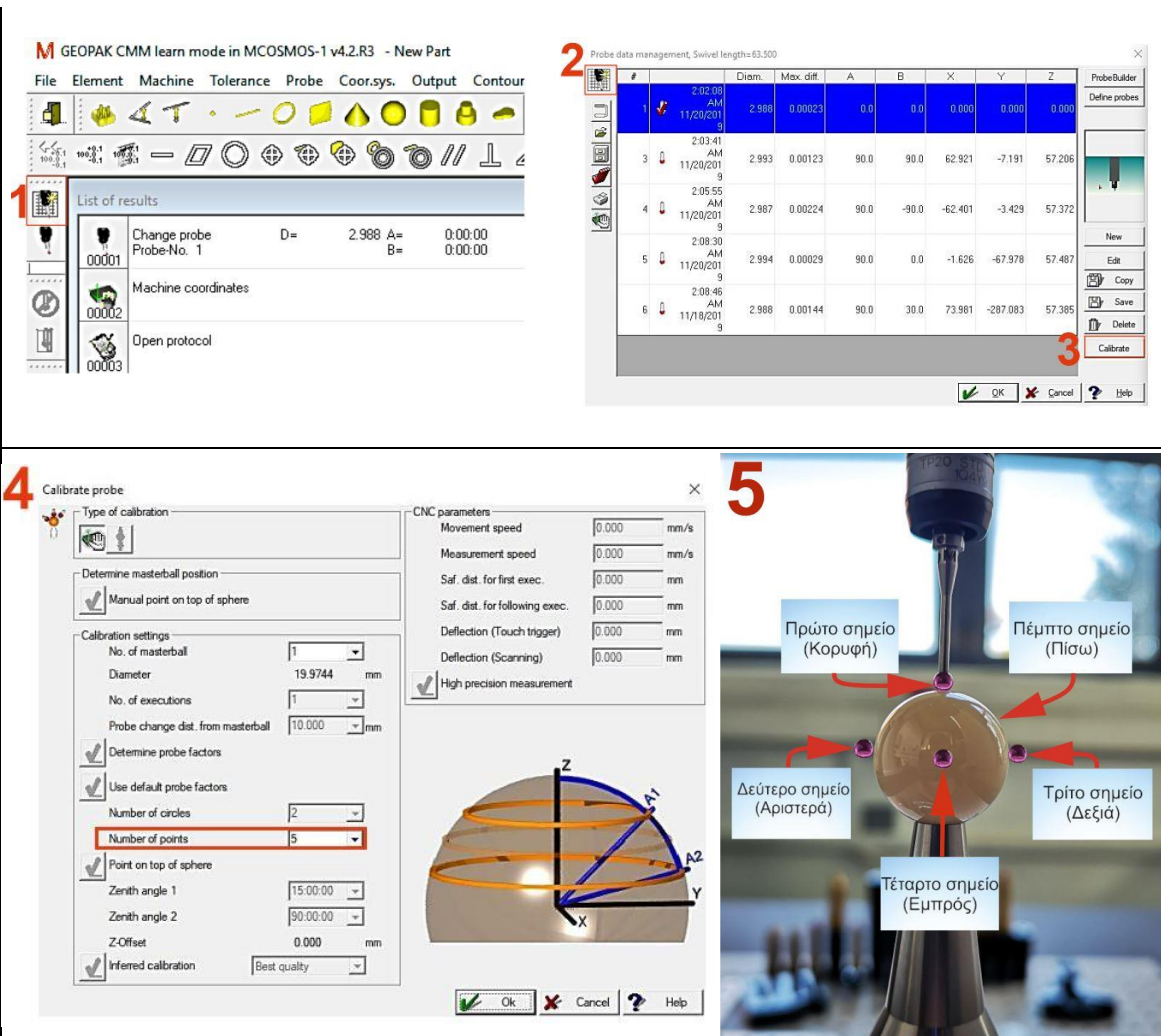 M GEOPAK CMM learn mode in MCOSMOS-1 v4.2.R3 - New Part
File Element Machine Tolerance Probe Coor.sys. Output Contour
1
List of results
00001 Change probe D= 2.988 A= 0:00:00
Probe-No. 1 B= 0:00:00
00002 Machine coordinates
00003 Open protocol
2
Probe data management, Swivel length=63.500
# Diam. Max. diff. A B X Y Z
1 2:02:08 AM 11/20/2019 2.988 0.00023 0.0 0.0 0.000 0.000 0.000
3 2:03:41 AM 11/20/2019 2.993 0.00123 90.0 90.0 62.921 -7.191 57.206
4 2:05:55 AM 11/20/2019 2.987 0.00224 90.0 -90.0 -62.401 -3.429 57.372
5 2:08:30 AM 11/20/2019 2.994 0.00029 90.0 0.0 -1.626 -67.978 57.487
6 2:08:46 AM 11/18/2019 2.988 0.00144 90.0 30.0 73.981 -287.083 57.385
ProbeBuilder
Define probes
New
Edit
Copy
Save
Delete
3
Calibrate
OK Cancel Help
4
Calibrate probe
Type of calibration
Determine masterball position
Manual point on top of sphere
Calibration settings
No. of masterball 1
Diameter 19.9744 mm
No. of executions 1
Probe change dist. from masterball 10.000 mm
Determine probe factors
Use default probe factors
Number of circles 2
Number of points 5
Point on top of sphere
Zenith angle 1 15:00:00
Zenith angle 2 90:00:00
Z-Offset 0.000 mm
Inferred calibration Best quality
CNC parameters
Movement speed 0.000 mm/s
Measurement speed 0.000 mm/s
Saf. dist. for first exec. 0.000 mm
Saf. dist. for following exec. 0.000 mm
Deflection (Touch trigger) 0.000 mm
Deflection (Scanning) 0.000 mm
High precision measurement
Z
A1
A2
Y
X
Ok Cancel Help
5
TP20 STD
Πρώτο σημείο
(Κορυφή)
Πέμπτο σημείο
(Πίσω)
Δεύτερο σημείο
(Αριστερά)
Τρίτο σημείο
(Δεξιά)
Τέταρτο σημείο
(Εμπρός)